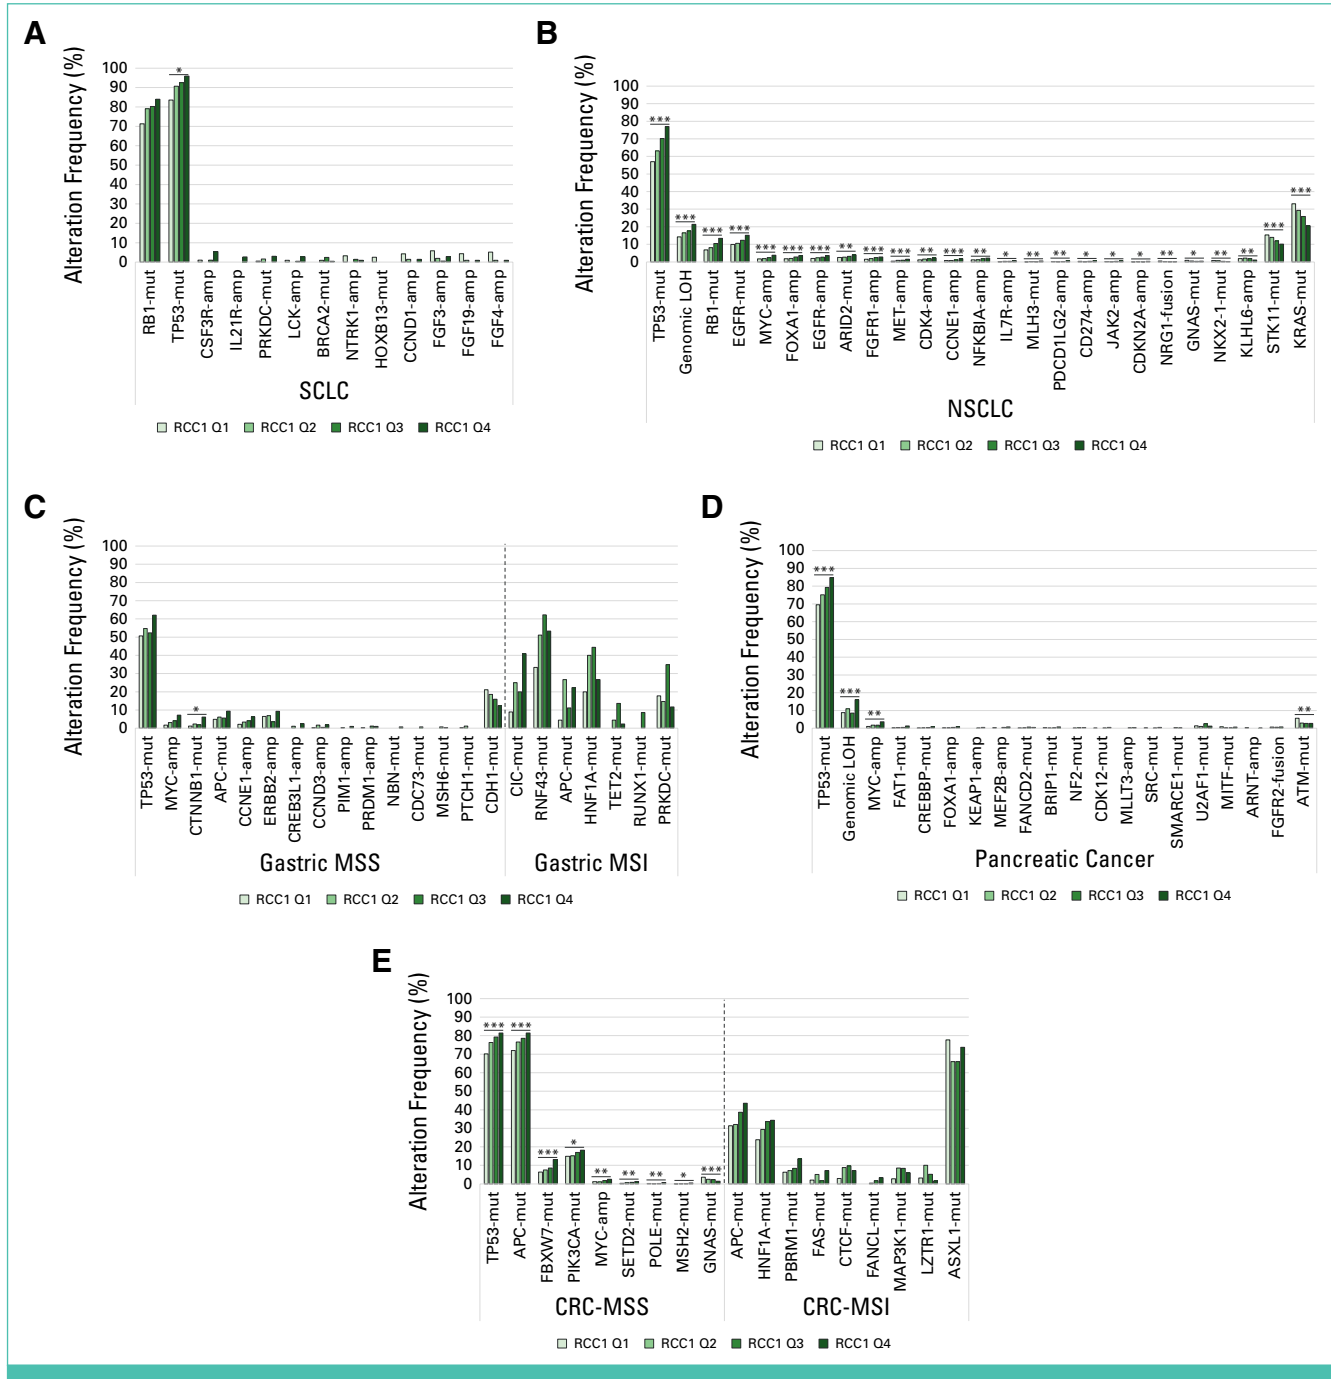 A
Alteration Frequency (%)
100
90
80
70
60
50
40
30
20
10
0
*
RB1-mut
TP53-mut
CSF3R-amp
IL21R-amp
PRKDC-mut
LCK-amp
BRCA2-mut
NTRK1-amp
HOXB13-mut
CCND1-amp
FGF3-amp
FGF19-amp
FGF4-amp
SCLC
RCC1 Q1 RCC1 Q2 RCC1 Q3 RCC1 Q4
B
Alteration Frequency (%)
100
90
80
70
60
50
40
30
20
10
0
*** *** *** *** *** *** *** ** *** *** ** *** *** * ** ** * * * ** * ** ** *** ***
TP53-mut
Genomic LOH
RB1-mut
EGFR-mut
MYC-amp
FOXA1-amp
EGFR-amp
ARID2-mut
FGFR1-amp
MET-amp
CDK4-amp
CCNE1-amp
NFKBIA-amp
IL7R-amp
MLH3-mut
PDCD1LG2-amp
CD274-amp
JAK2-amp
CDKN2A-amp
NRG1-fusion
GNAS-mut
NKX2-1-mut
KLHL6-amp
STK11-mut
KRAS-mut
NSCLC
RCC1 Q1 RCC1 Q2 RCC1 Q3 RCC1 Q4
C
Alteration Frequency (%)
100
90
80
70
60
50
40
30
20
10
0
*
TP53-mut
MYC-amp
CTNNB1-mut
APC-mut
CCNE1-amp
ERBB2-amp
CREB3L1-amp
CCND3-amp
PIM1-amp
PRDM1-amp
NBN-mut
CDC73-mut
MSH6-mut
PTCH1-mut
CDH1-mut
CIC-mut
RNF43-mut
APC-mut
HNF1A-mut
TET2-mut
RUNX1-mut
PRKDC-mut
Gastric MSS Gastric MSI
RCC1 Q1 RCC1 Q2 RCC1 Q3 RCC1 Q4
D
Alteration Frequency (%)
100
90
80
70
60
50
40
30
20
10
0
*** *** ** **
TP53-mut
Genomic LOH
MYC-amp
FAT1-mut
CREBBP-mut
FOXA1-amp
KEAP1-amp
MEF2B-amp
FANCD2-mut
BRIP1-mut
NF2-mut
CDK12-mut
MLLT3-amp
SRC-mut
SMARCE1-mut
U2AF1-mut
MITF-mut
ARNT-amp
FGFR2-fusion
ATM-mut
Pancreatic Cancer
RCC1 Q1 RCC1 Q2 RCC1 Q3 RCC1 Q4
E
Alteration Frequency (%)
100
90
80
70
60
50
40
30
20
10
0
*** *** *** * ** ** ** * ***
TP53-mut
APC-mut
FBXW7-mut
PIK3CA-mut
MYC-amp
SETD2-mut
POLE-mut
MSH2-mut
GNAS-mut
APC-mut
HNF1A-mut
PBRM1-mut
FAS-mut
CTCF-mut
FANCL-mut
MAP3K1-mut
LZTR1-mut
ASXL1-mut
CRC-MSS CRC-MSI
RCC1 Q1 RCC1 Q2 RCC1 Q3 RCC1 Q4